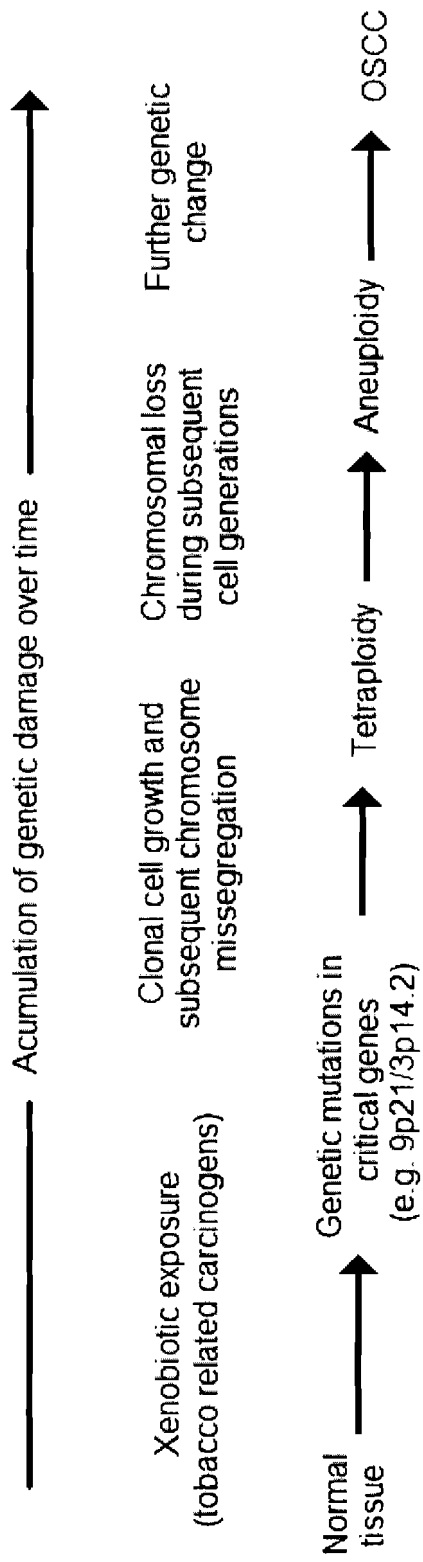 Acumulation of genetic damage over time
Xenobiotic exposure
(tobacco related carcinogens)
Clonal cell growth and
subsequent chromosome
missegregation
Chromosomal loss
during subsequent
cell generations
Further genetic
change
Normal
tissue
Genetic mutations in
critical genes
(e.g. 9p21/3p14.2)
Tetraploidy
Aneuploidy
OSCC